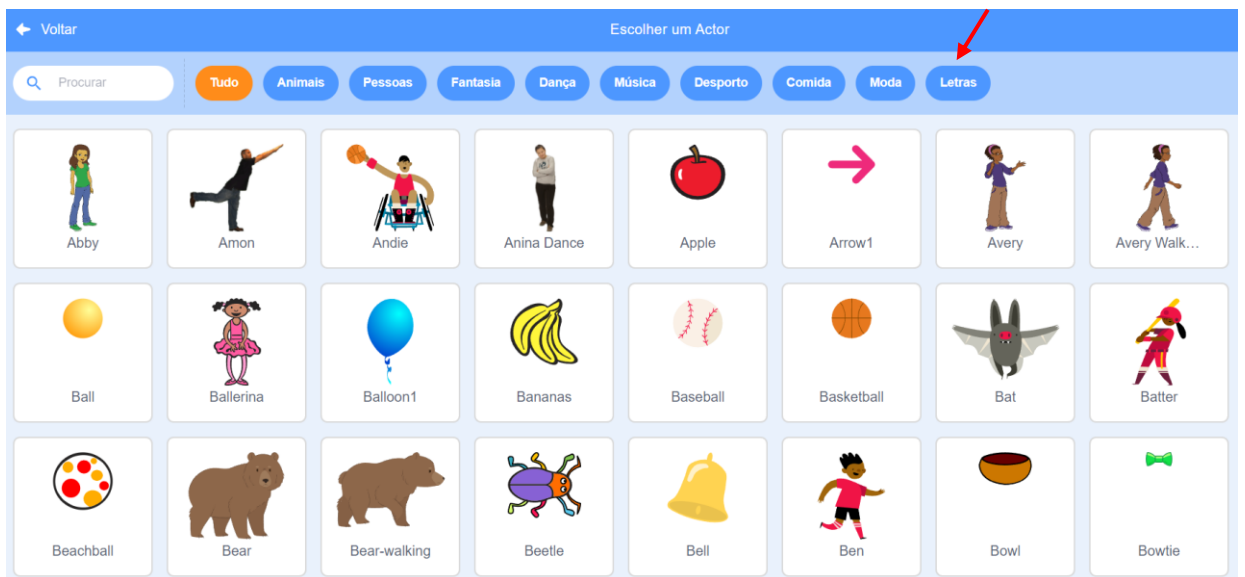 Voltar
Escolher um Actor
Procurar
Tudo Animais Pessoas Fantasia Dança Música Desporto Comida Moda Letras
Abby Amon Andie Anina Dance Apple Arrow1 Avery Avery Walk...
Ball Ballerina Balloon1 Bananas Baseball Basketball Bat Batter
Beachball Bear Bear-walking Beetle Bell Ben Bowl Bowtie